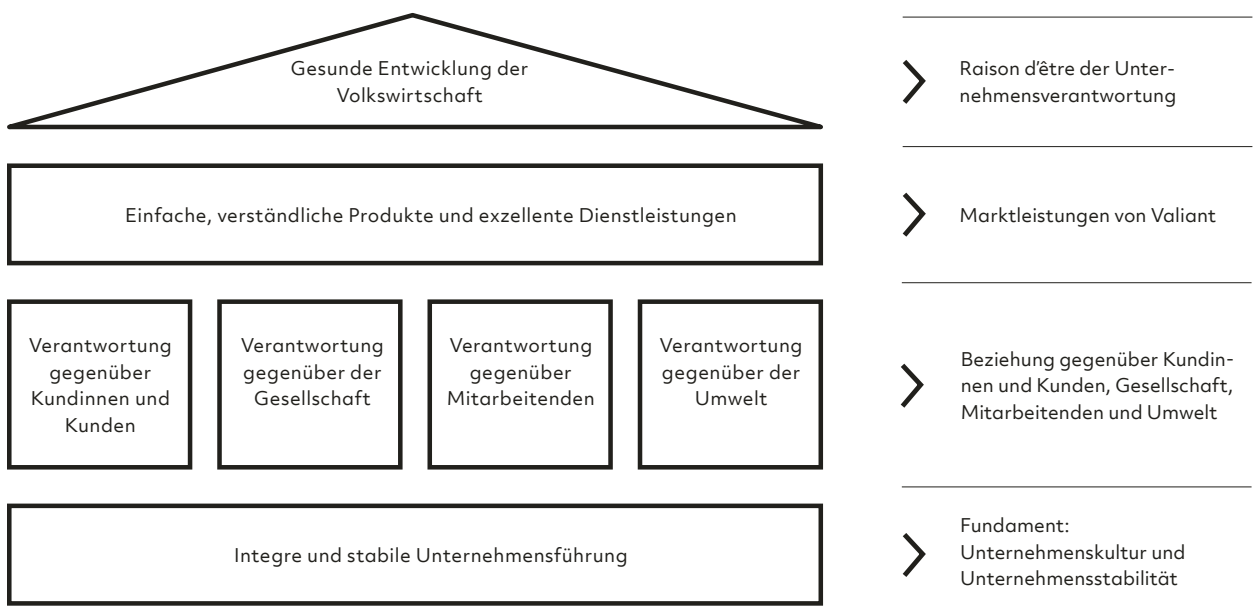 Gesunde Entwicklung der
Volkswirtschaft
Raison d'être der Unter-
nehmensverantwortung
Einfache, verständliche Produkte und exzellente Dienstleistungen
Marktleistungen von Valiant
Verantwortung
gegenüber
Kundinnen und
Kunden
Verantwortung
gegenüber der
Gesellschaft
Verantwortung
gegenüber
Mitarbeitenden
Verantwortung
gegenüber der
Umwelt
Beziehung gegenüber Kundin-
nen und Kunden, Gesellschaft,
Mitarbeitenden und Umwelt
Integre und stabile Unternehmensführung
Fundament:
Unternehmenskultur und
Unternehmensstabilität